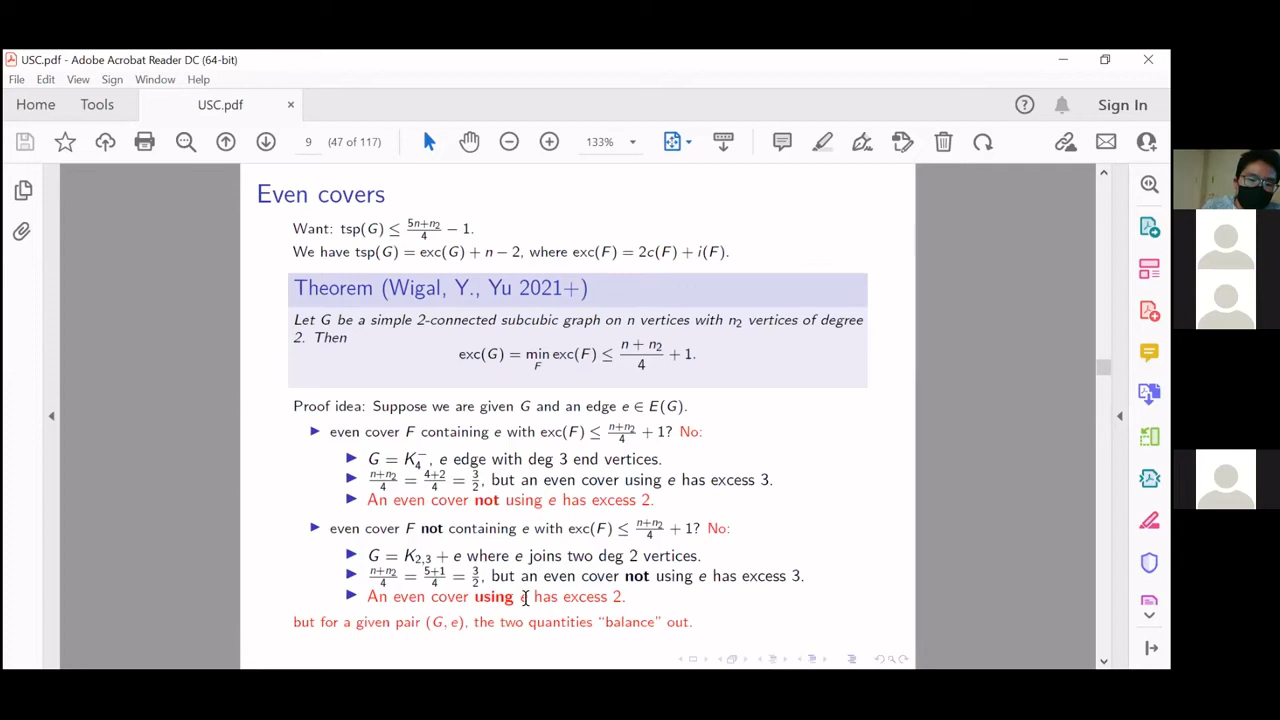 USC.pdf - Adobe Acrobat Reader DC (64-bit)
File Edit View Sign Window Help
Home Tools USC.pdf × Sign In
9 (47 of 117) 133%
Even covers
Want: tsp(G) ≤ (5n+n₂)/4 − 1.
We have tsp(G) = exc(G) + n − 2, where exc(F) = 2c(F) + i(F).
Theorem (Wigal, Y., Yu 2021+)
Let G be a simple 2-connected subcubic graph on n vertices with n₂ vertices of degree
2. Then
exc(G) = min_F exc(F) ≤ (n + n₂)/4 + 1.
Proof idea: Suppose we are given G and an edge e ∈ E(G).
▶ even cover F containing e with exc(F) ≤ (n+n₂)/4 + 1? No:
▶ G = K₄⁻, e edge with deg 3 end vertices.
▶ (n+n₂)/4 = (4+2)/4 = 3/2, but an even cover using e has excess 3.
▶ An even cover not using e has excess 2.
▶ even cover F not containing e with exc(F) ≤ (n+n₂)/4 + 1? No:
▶ G = K₂,₃ + e where e joins two deg 2 vertices.
▶ (n+n₂)/4 = (5+1)/4 = 3/2, but an even cover not using e has excess 3.
▶ An even cover using e has excess 2.
but for a given pair (G, e), the two quantities “balance” out.